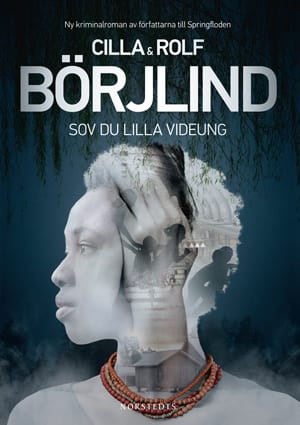 Ny kriminalroman av författarna till Springfloden
CILLA & ROLF
BÖRJLIND
SOV DU LILLA VIDEUNG
NORSTEDTS